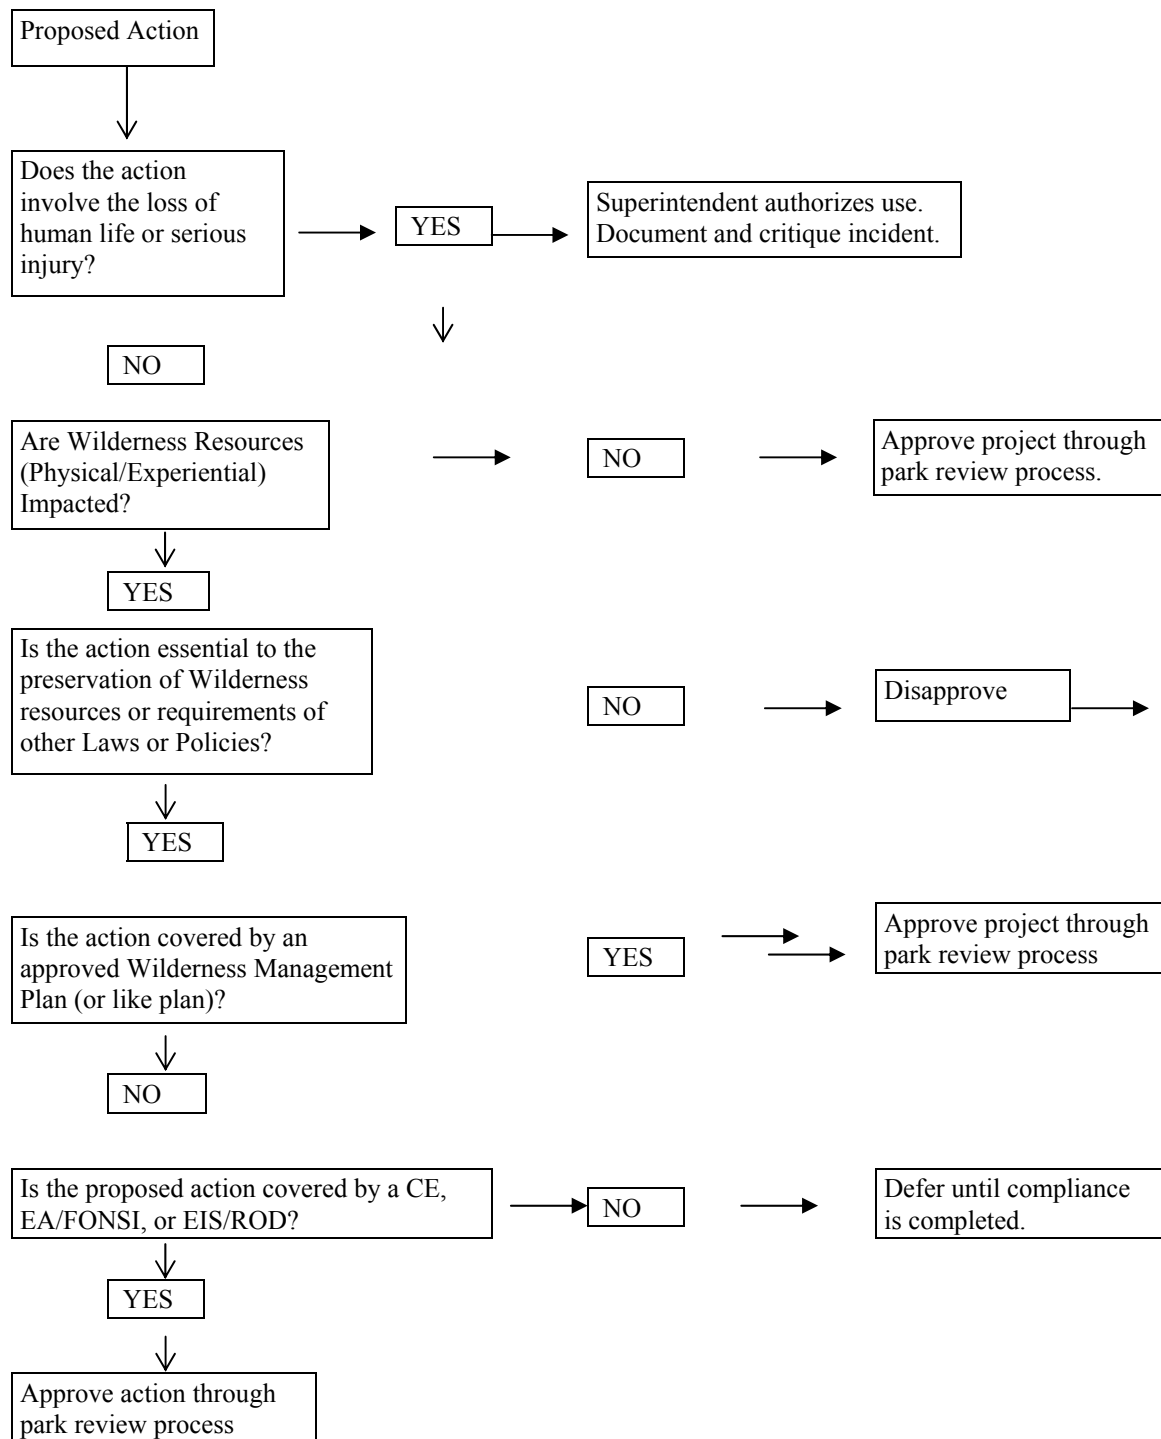 Proposed Action
Does the action
involve the loss of
human life or serious
injury?
YES
Superintendent authorizes use.
Document and critique incident.
NO
Are Wilderness Resources
(Physical/Experiential)
Impacted?
NO
Approve project through
park review process.
YES
Is the action essential to the
preservation of Wilderness
resources or requirements of
other Laws or Policies?
NO
Disapprove
YES
Is the action covered by an
approved Wilderness Management
Plan (or like plan)?
YES
Approve project through
park review process
NO
Is the proposed action covered by a CE,
EA/FONSI, or EIS/ROD?
NO
Defer until compliance
is completed.
YES
Approve action through
park review process